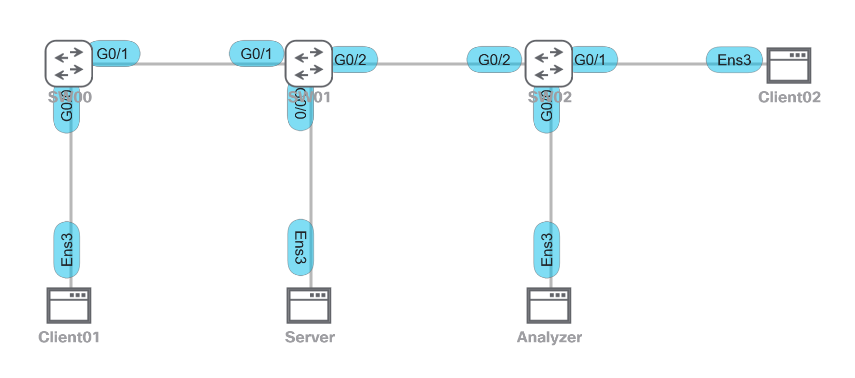 G0/1
G0/1
G0/2
G0/2
G0/1
Ens3
SW00
SW01
SW02
Client02
G0/0
G0/0
G0/0
Ens3
Ens3
Ens3
Client01
Server
Analyzer